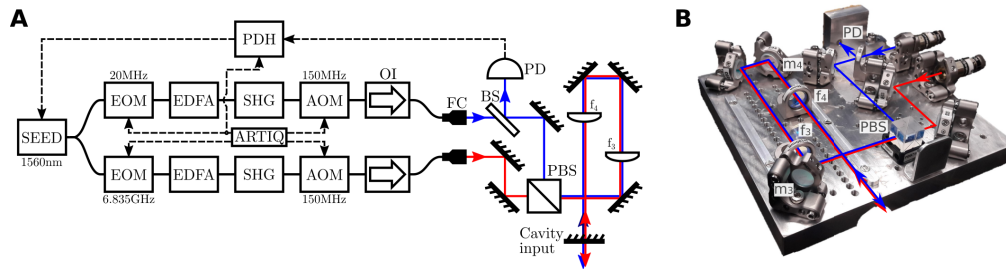 A
PDH
20MHz
EOM
EDFA
SHG
150MHz
AOM
OI
FC
BS
PD
SEED
1560nm
ARTIQ
EOM
6.835GHz
EDFA
SHG
AOM
150MHz
PBS
f4
f3
Cavity
input
B
PD
m4
f4
PBS
f3
m3